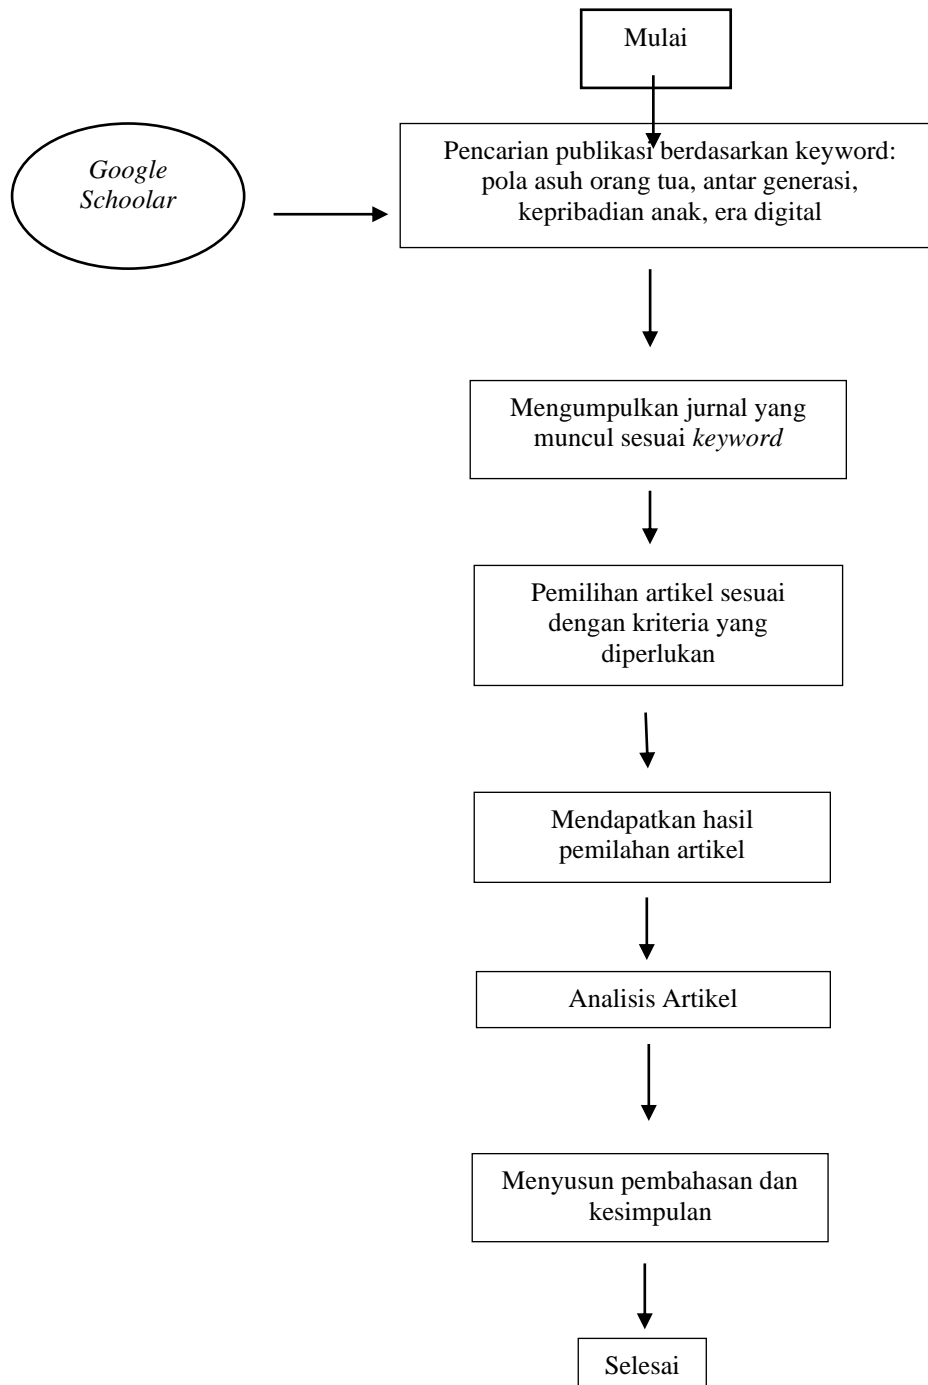 Mulai
Google
Schoolar
Pencarian publikasi berdasarkan keyword:
pola asuh orang tua, antar generasi,
kepribadian anak, era digital
Mengumpulkan jurnal yang
muncul sesuai keyword
Pemilihan artikel sesuai
dengan kriteria yang
diperlukan
Mendapatkan hasil
pemilahan artikel
Analisis Artikel
Menyusun pembahasan dan
kesimpulan
Selesai